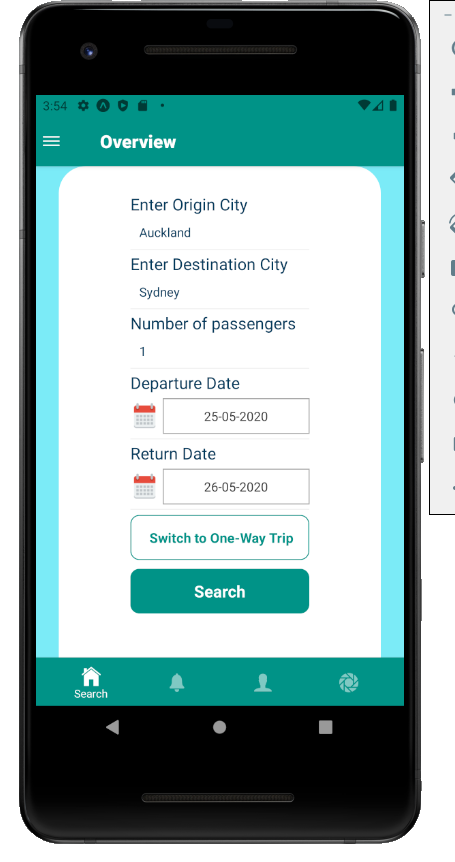 3:54
Overview
Enter Origin City
Auckland
Enter Destination City
Sydney
Number of passengers
1
Departure Date
25-05-2020
Return Date
26-05-2020
Switch to One-Way Trip
Search
Search